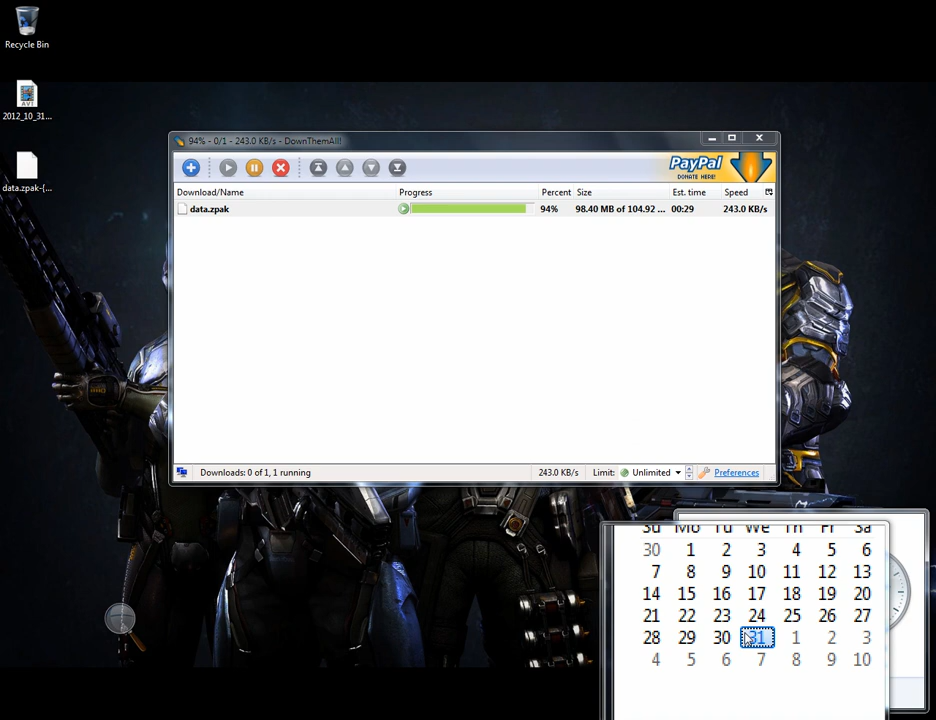 Recycle Bin
AVI
2012_10_31...
data.zpak-[...
94% - 0/1 - 243.0 KB/s - DownThemAll!
PayPal
DONATE HERE!
Download/Name Progress Percent Size Est. time Speed
data.zpak 94% 98.40 MB of 104.92 ... 00:29 243.0 KB/s
Downloads: 0 of 1, 1 running 243.0 KB/s Limit: Unlimited Preferences
Su Mo Tu We Th Fr Sa
30 1 2 3 4 5 6
7 8 9 10 11 12 13
14 15 16 17 18 19 20
21 22 23 24 25 26 27
28 29 30 31 1 2 3
4 5 6 7 8 9 10